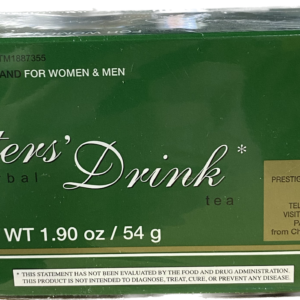 TM1887355
AND FOR WOMEN & MEN
ters' Drink*
bal
tea
WT 1.90 oz / 54 g
PRESTIG
TEL
VISIT
from Ch
* THIS STATEMENT HAS NOT BEEN EVALUATED BY THE FOOD AND DRUG ADMINISTRATION.
THIS PRODUCT IS NOT INTENDED TO DIAGNOSE, TREAT, CURE, OR PREVENT ANY DISEASE.